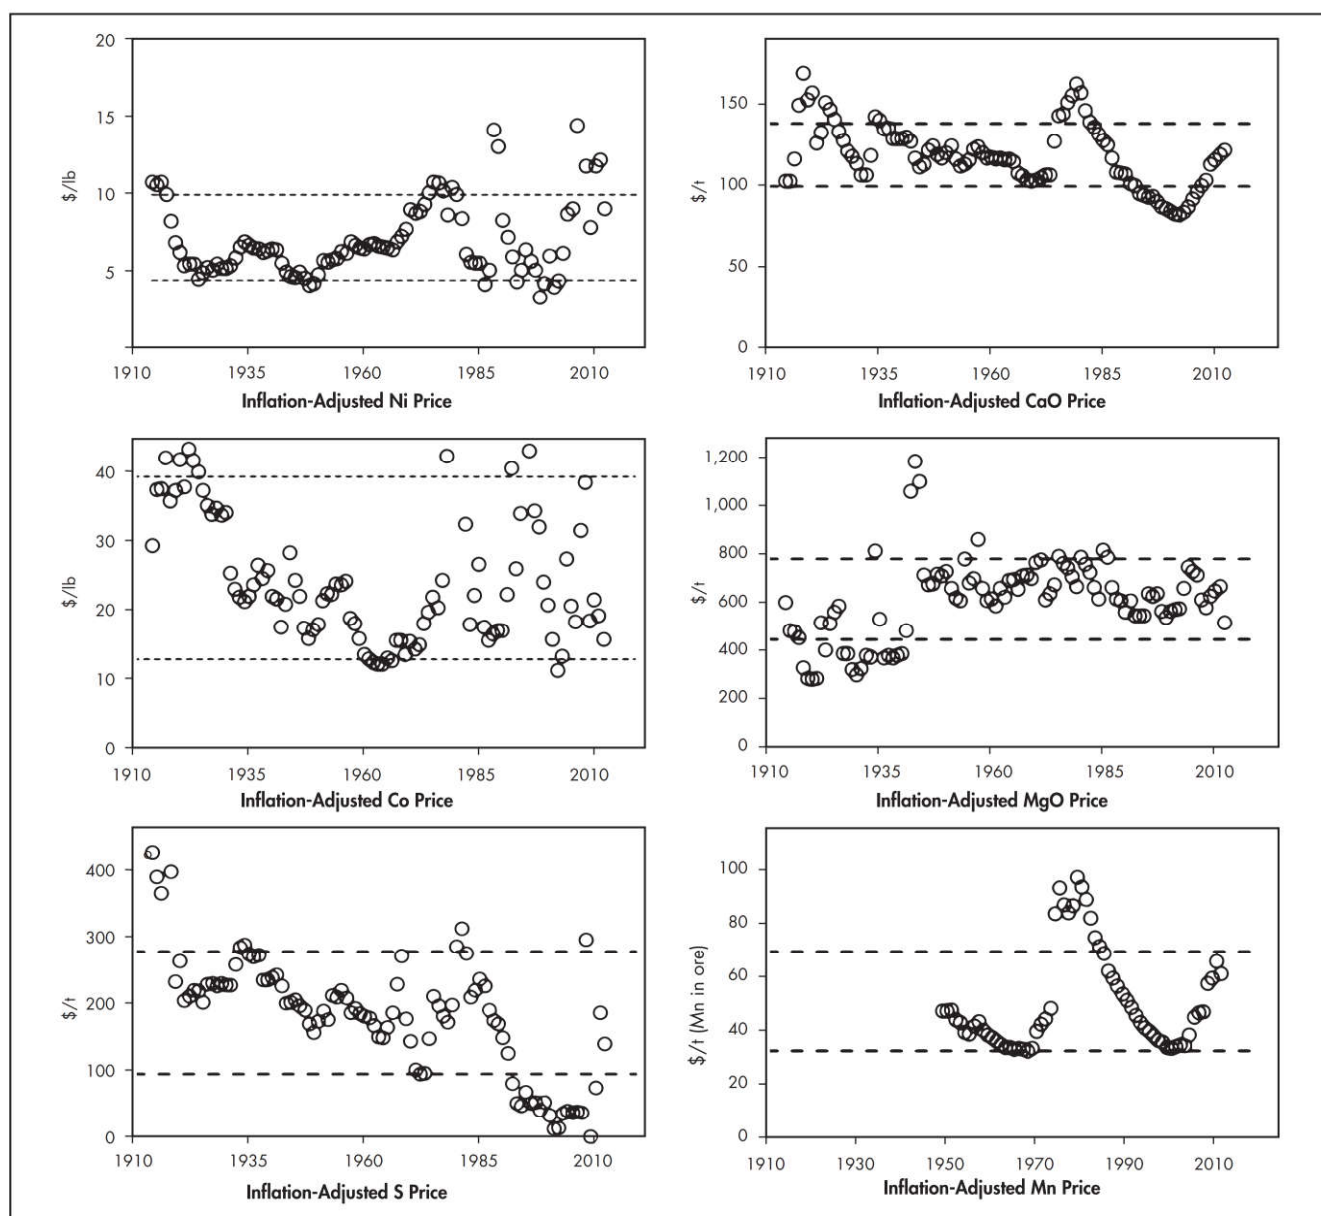 20
15
10
5
$/lb
1910 1935 1960 1985 2010
Inflation-Adjusted Ni Price
150
100
50
0
$/t
1910 1935 1960 1985 2010
Inflation-Adjusted CaO Price
40
30
20
10
0
$/lb
1910 1935 1960 1985 2010
Inflation-Adjusted Co Price
1,200
1,000
800
600
400
200
0
$/t
1910 1935 1960 1985 2010
Inflation-Adjusted MgO Price
400
300
200
100
0
$/t
1910 1935 1960 1985 2010
Inflation-Adjusted S Price
100
80
60
40
20
0
$/t (Mn in ore)
1910 1930 1950 1970 1990 2010
Inflation-Adjusted Mn Price